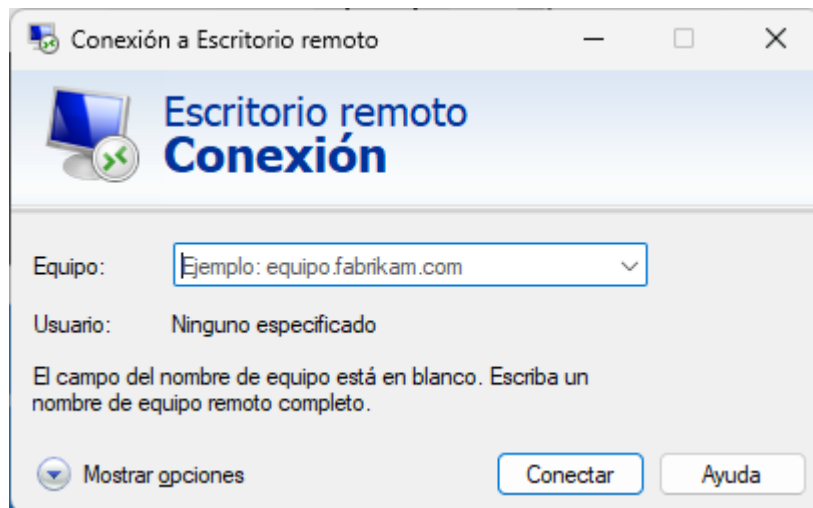 Conexión a Escritorio remoto
Escritorio remoto
Conexión
Equipo: Ejemplo: equipo.fabrikam.com
Usuario: Ninguno especificado
El campo del nombre de equipo está en blanco. Escriba un
nombre de equipo remoto completo.
Mostrar opciones Conectar Ayuda